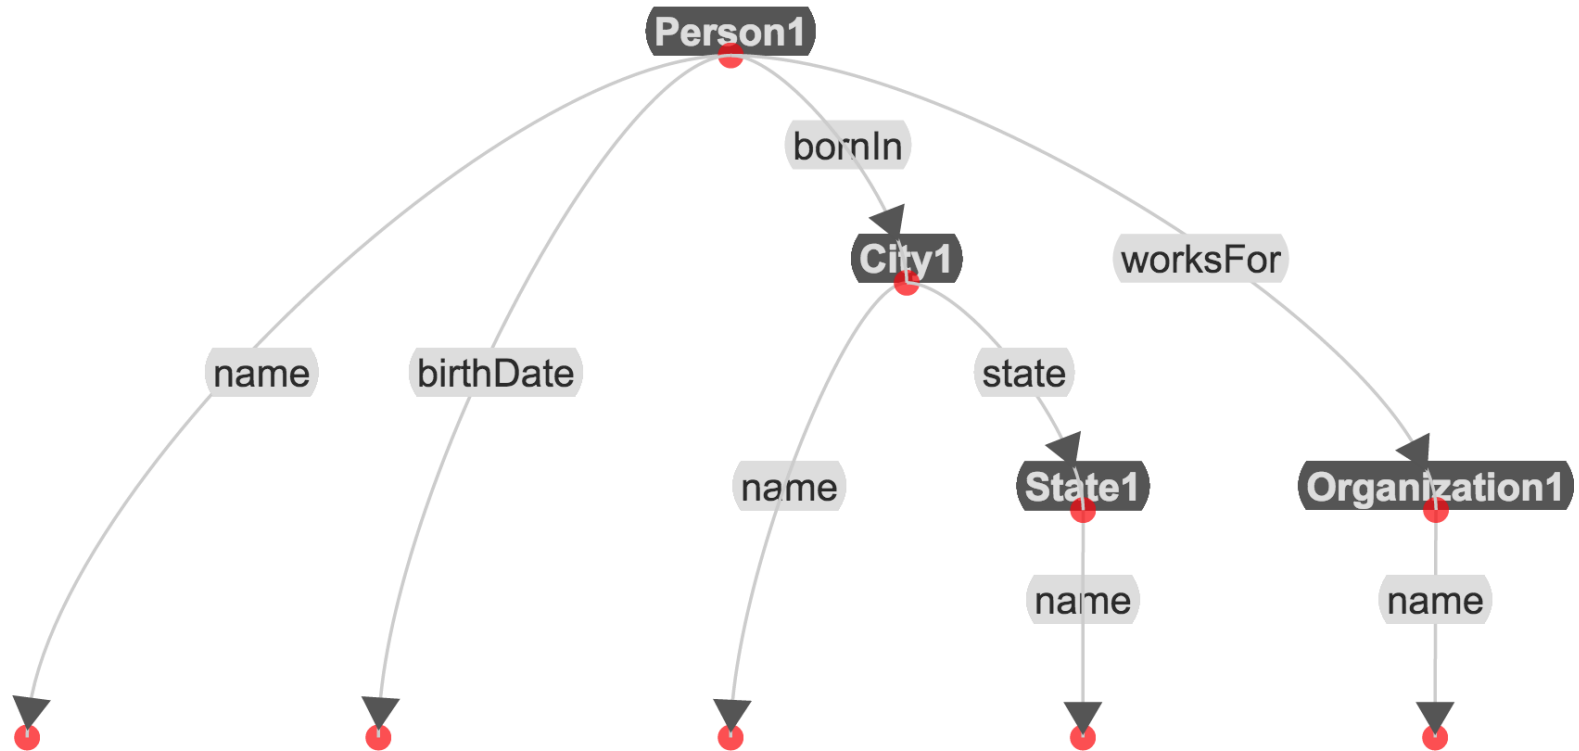 Person1
bornIn
City1
worksFor
name
birthDate
state
name
State1
Organization1
name
name